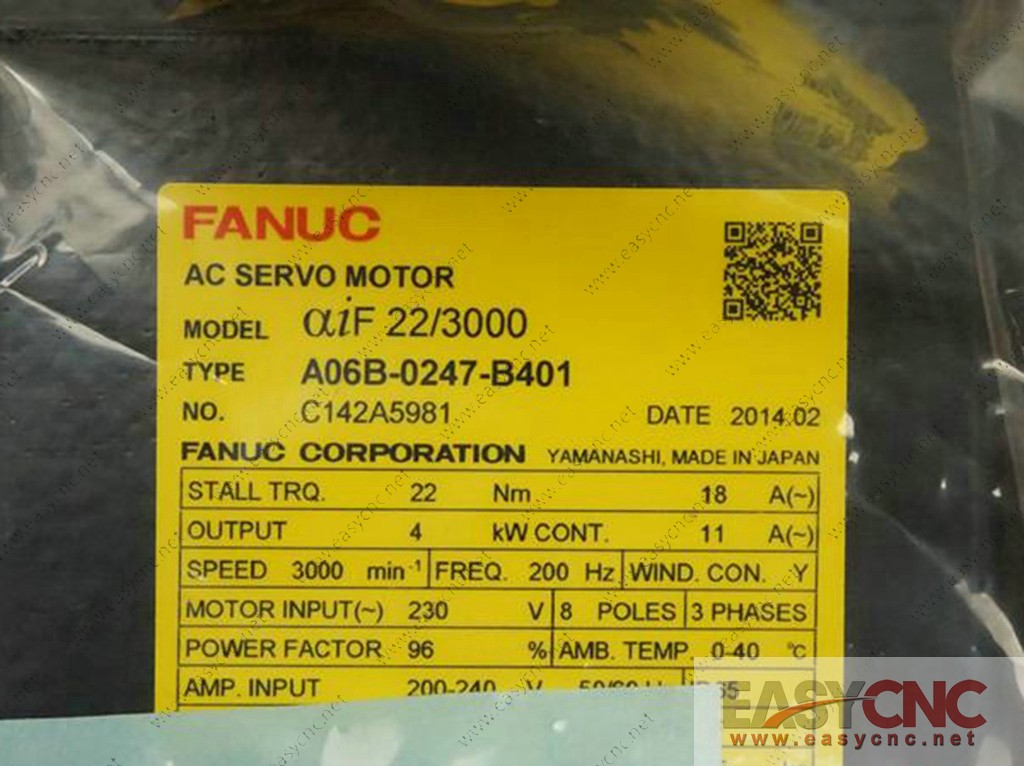 FANUC
AC SERVO MOTOR
MODEL αiF 22/3000
TYPE A06B-0247-B401
NO. C142A5981 DATE 2014.02
FANUC CORPORATION YAMANASHI, MADE IN JAPAN
STALL TRQ. 22 Nm 18 A(~)
OUTPUT 4 kW CONT. 11 A(~)
SPEED 3000 min⁻¹ FREQ. 200 Hz WIND. CON. Y
MOTOR INPUT(~) 230 V 8 POLES 3 PHASES
POWER FACTOR 96 % AMB. TEMP. 0-40 °C
AMP. INPUT 200-240 V 50/60
EASYCNC
www.easycnc.net